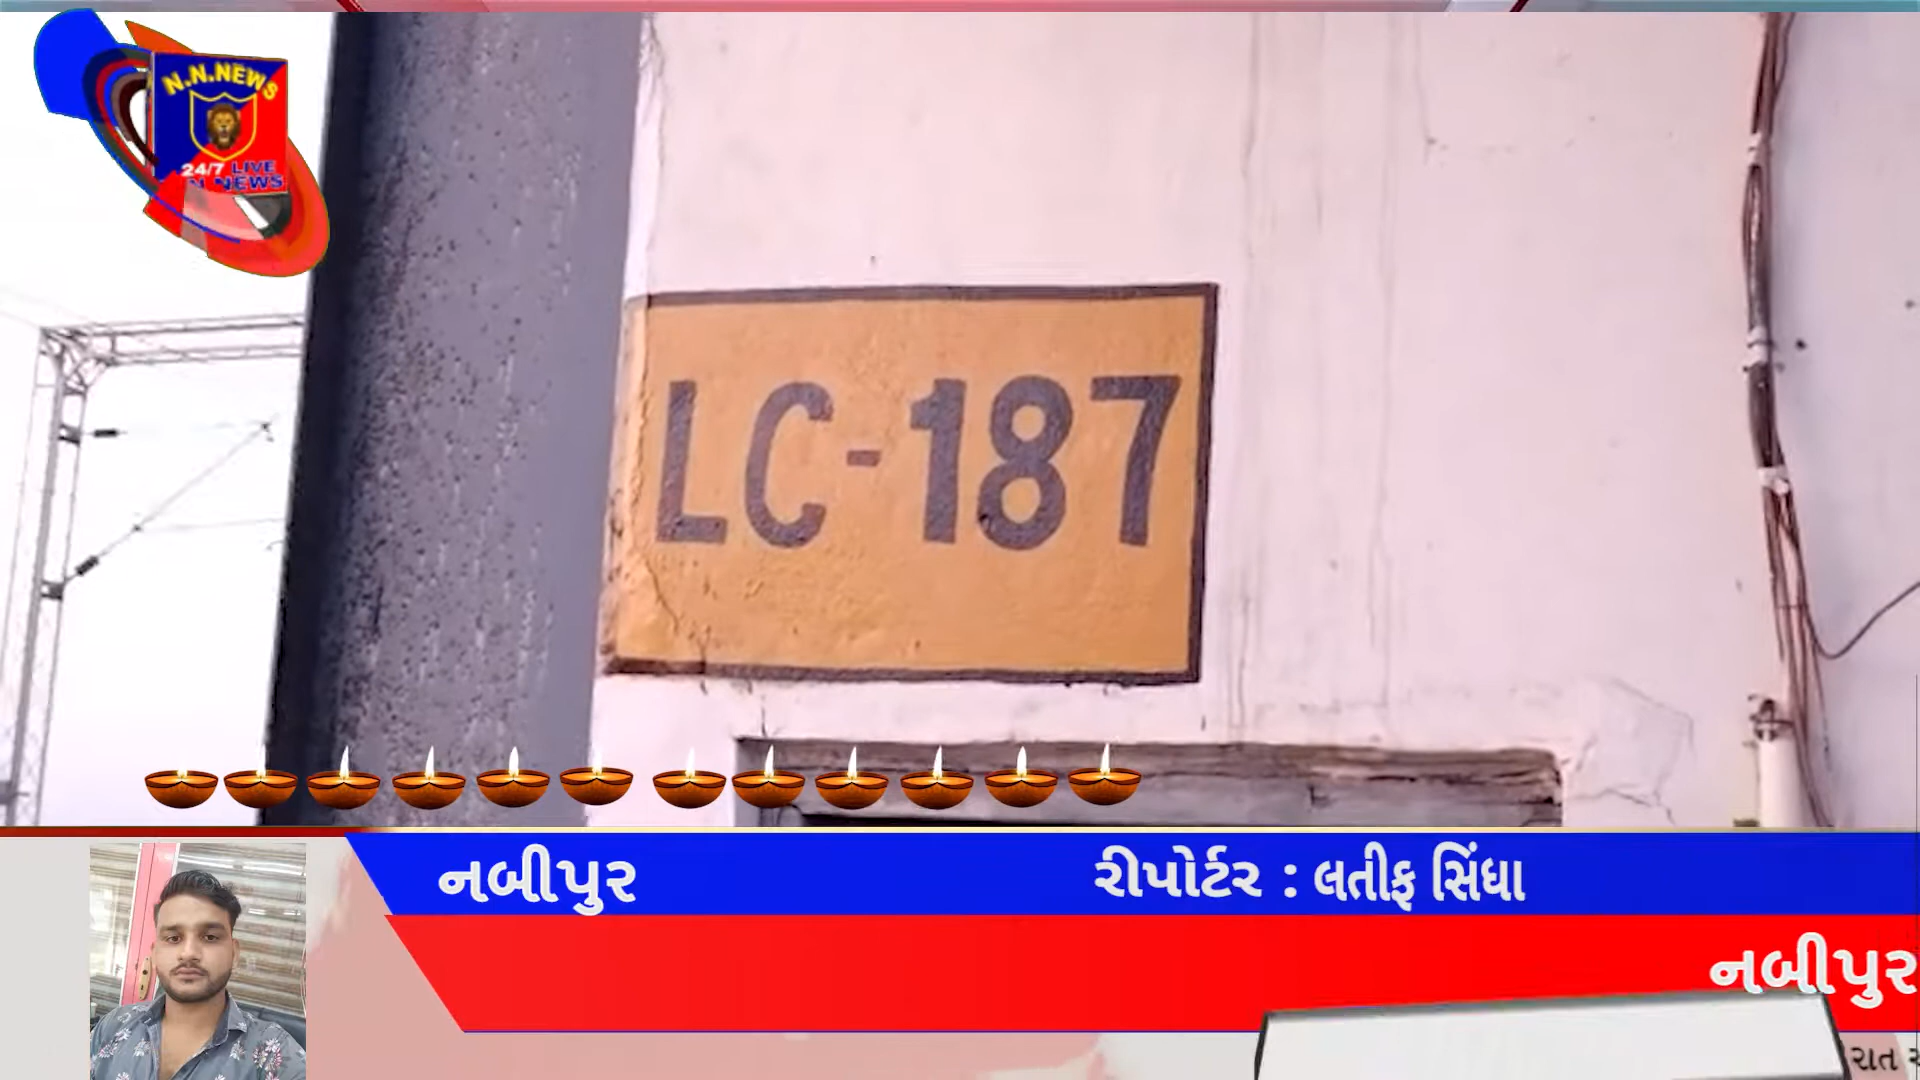 N.N.NEWS
24/7 LIVE
N.NEWS
LC-187
નબીપુર
રીપોર્ટર : લતીફ સિંધા
નબીપુર